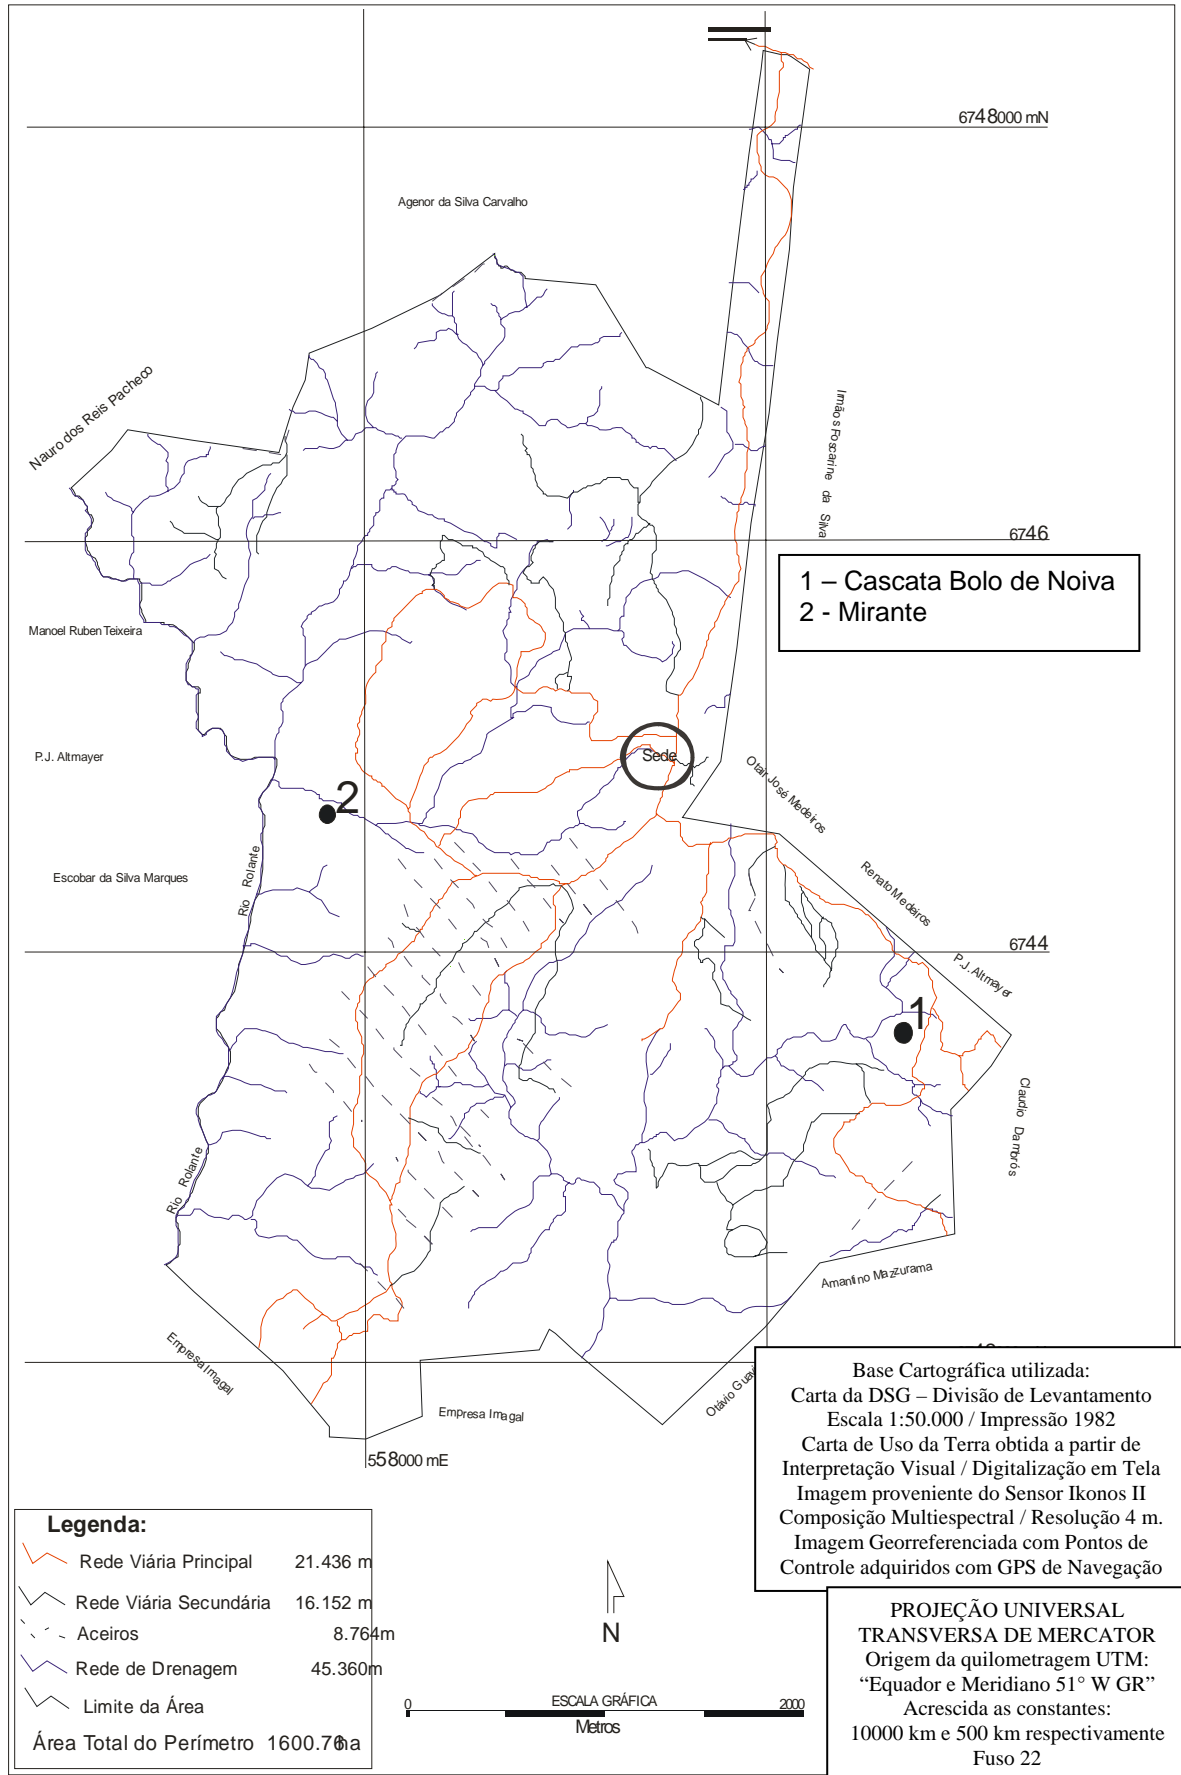 6748000 mN
Agenor da Silva Carvalho
Nauro dos Reis Pacheco
Irmãos Foscarine da Silva
6746
1 – Cascata Bolo de Noiva
2 - Mirante
Manoel Ruben Teixeira
P.J. Altmayer
Sede
Otair José Medeiros
2
Escobar da Silva Marques
Rio Rolante
Renato Medeiros
6744
P.J. Altmayer
1
Claudio Dambrós
Rio Rolante
Amantino Mazzurama
Empresa Imagal
Empresa Imagal
Otávio
558000 mE
Base Cartográfica utilizada:
Carta da DSG – Divisão de Levantamento
Escala 1:50.000 / Impressão 1982
Carta de Uso da Terra obtida a partir de
Interpretação Visual / Digitalização em Tela
Imagem proveniente do Sensor Ikonos II
Composição Multiespectral / Resolução 4 m.
Imagem Georreferenciada com Pontos de
Controle adquiridos com GPS de Navegação
Legenda:
Rede Viária Principal 21.436 m
Rede Viária Secundária 16.152 m
Aceiros 8.764m
Rede de Drenagem 45.360m
Limite da Área
Área Total do Perímetro 1600.76ha
N
0 ESCALA GRÁFICA 2000
Metros
PROJEÇÃO UNIVERSAL
TRANSVERSA DE MERCATOR
Origem da quilometragem UTM:
“Equador e Meridiano 51° W GR”
Acrescida as constantes:
10000 km e 500 km respectivamente
Fuso 22